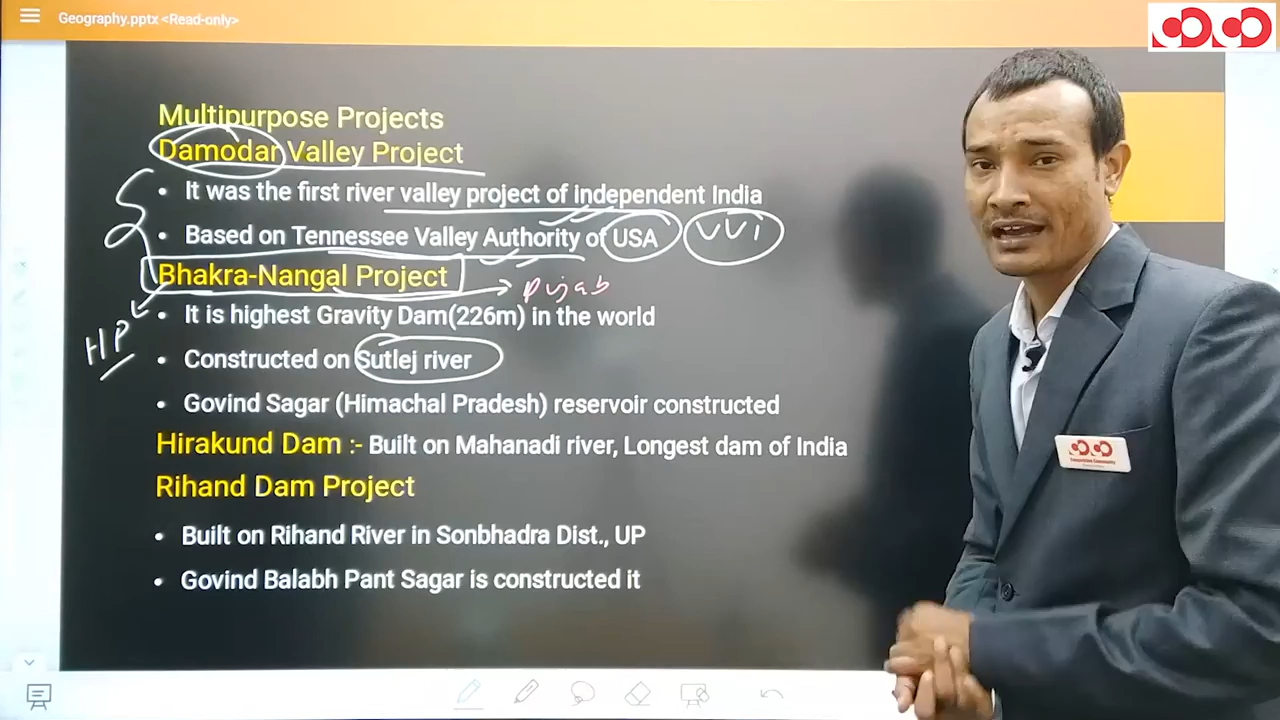 Geography.pptx <Read-only>
Multipurpose Projects
Damodar Valley Project
• It was the first river valley project of independent India
• Based on Tennessee Valley Authority of USA VVI
Bhakra-Nangal Project
Pujab
• It is highest Gravity Dam(226m) in the world
HP
• Constructed on Sutlej river
• Govind Sagar (Himachal Pradesh) reservoir constructed
Hirakund Dam :- Built on Mahanadi river, Longest dam of India
Rihand Dam Project
• Built on Rihand River in Sonbhadra Dist., UP
• Govind Balabh Pant Sagar is constructed it